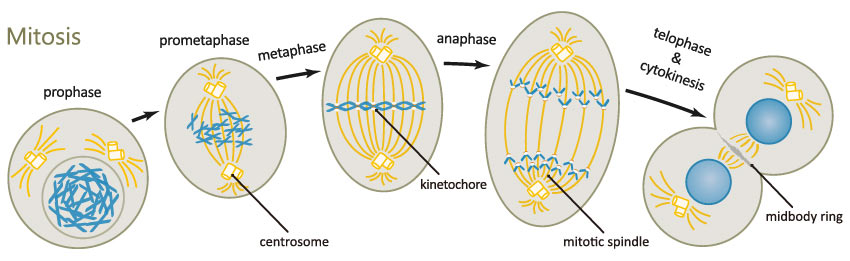 Mitosis
prophase
prometaphase
metaphase
anaphase
telophase
&
cytokinesis
centrosome
kinetochore
mitotic spindle
midbody ring